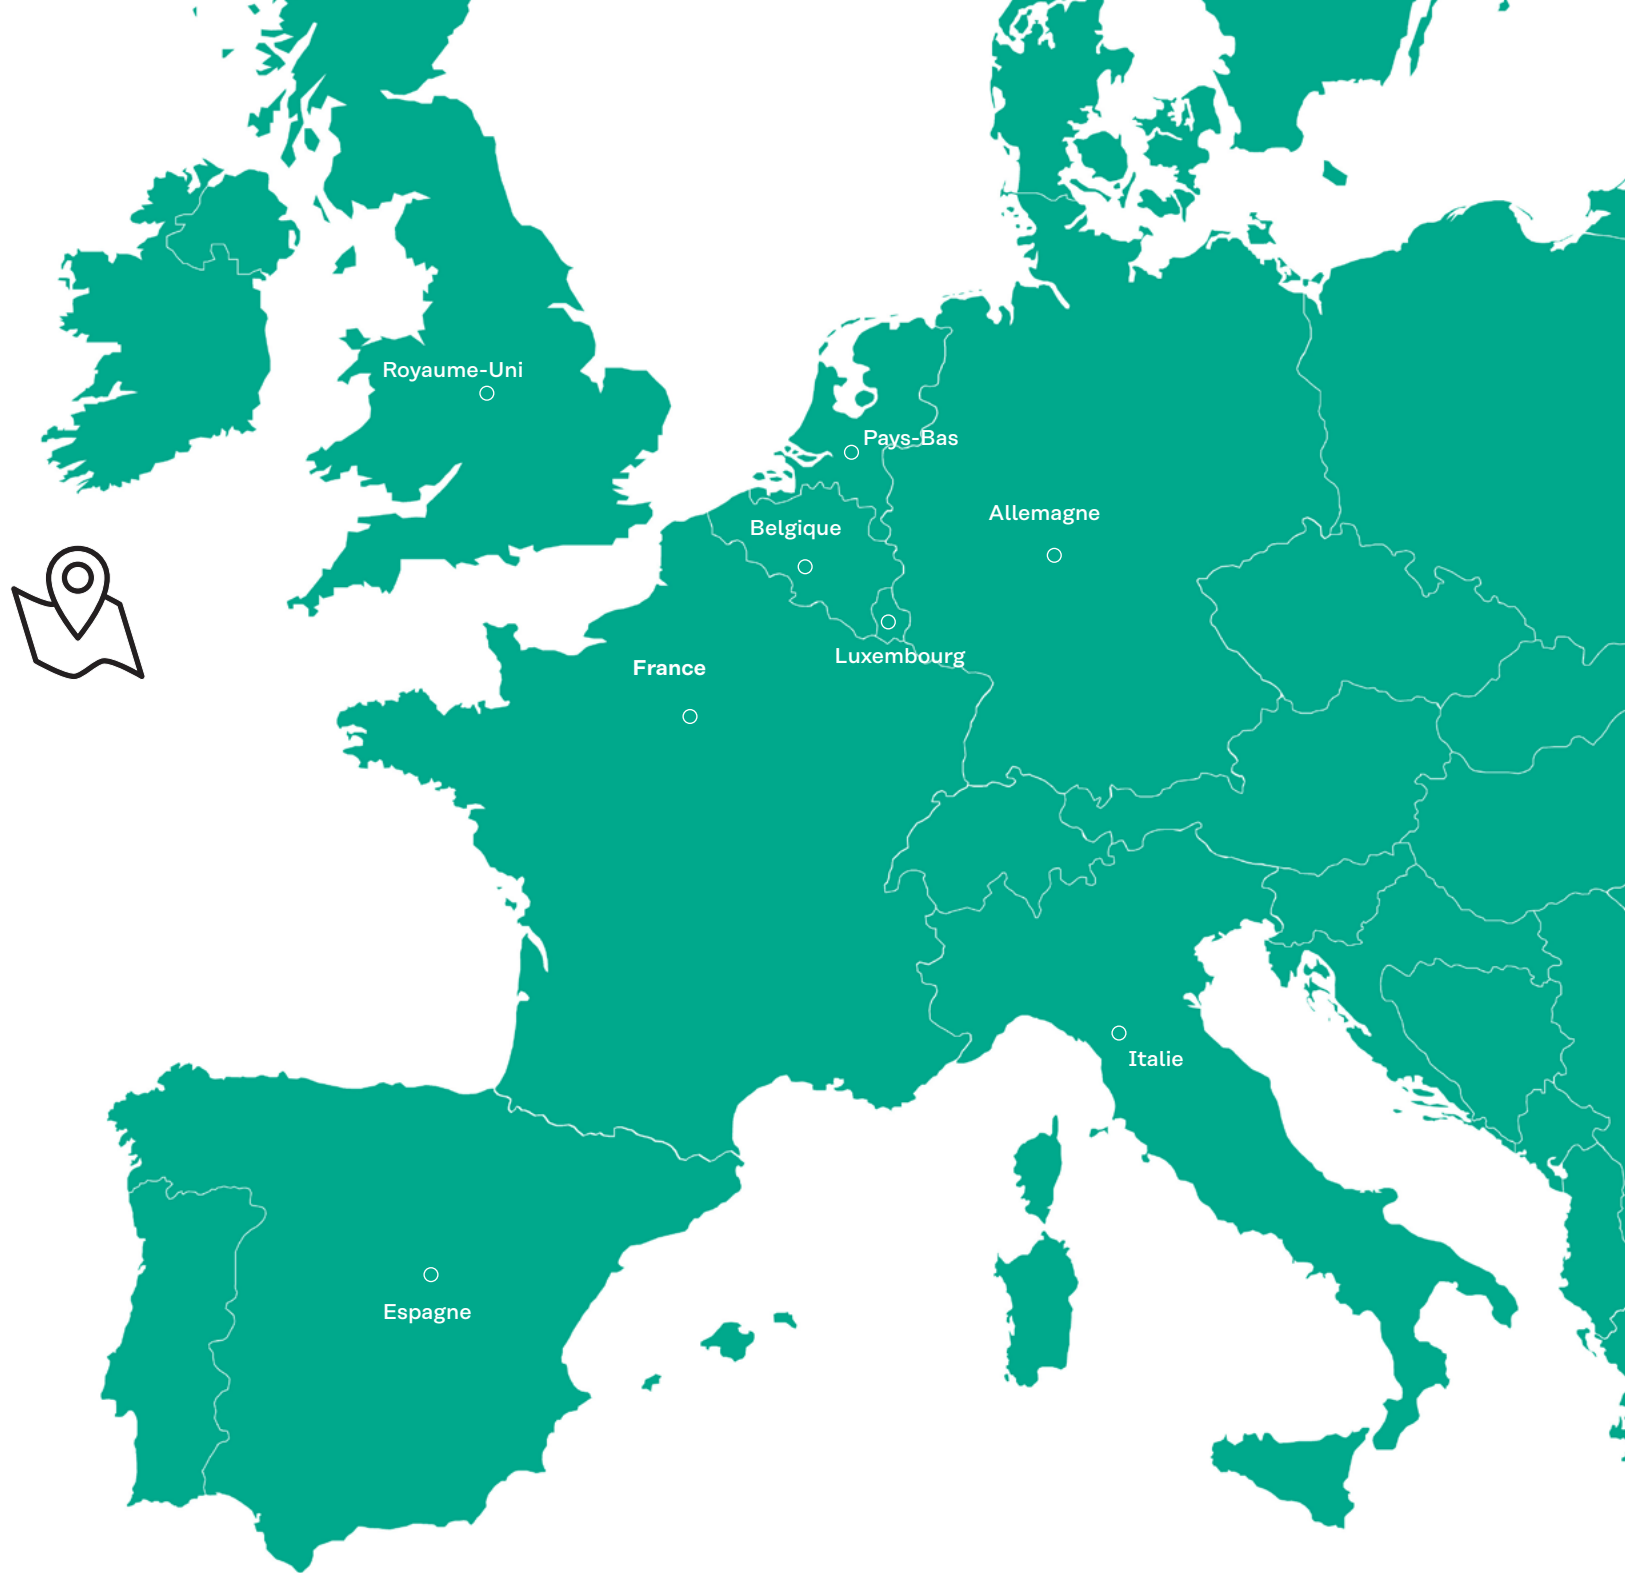 Royaume-Uni
Pays-Bas
Allemagne
Belgique
Luxembourg
France
Italie
Espagne